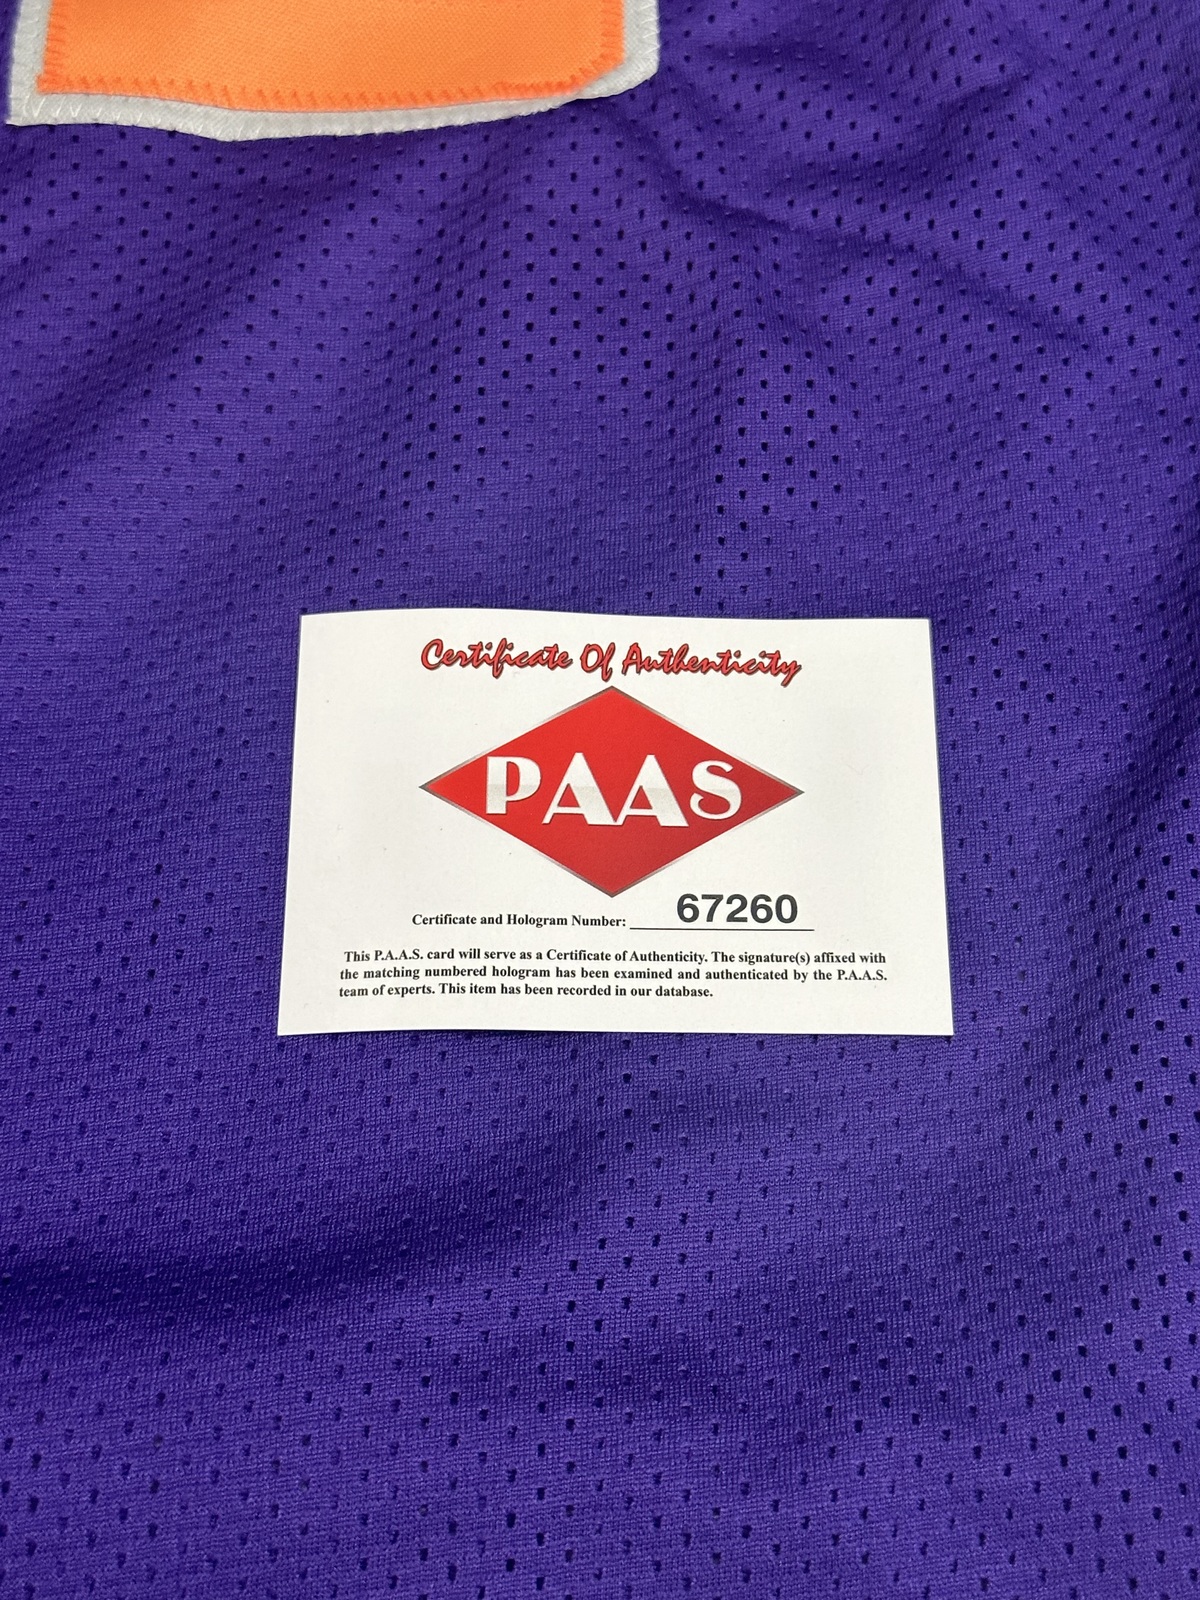 Certificate Of Authenticity
PAAS
Certificate and Hologram Number: 67260
This P.A.A.S. card will serve as a Certificate of Authenticity. The signature(s) affixed with
the matching numbered hologram has been examined and authenticated by the P.A.A.S.
team of experts. This item has been recorded in our database.